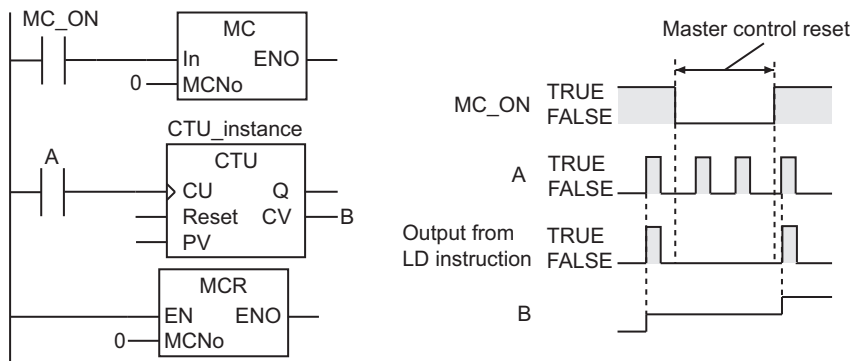 MC_ON
MC
In ENO
0 MCNo
CTU_instance
A
CTU
CU Q
Reset CV B
PV
MCR
EN ENO
0 MCNo
Master control reset
MC_ON TRUE
FALSE
A TRUE
FALSE
Output from
LD instruction
TRUE
FALSE
B